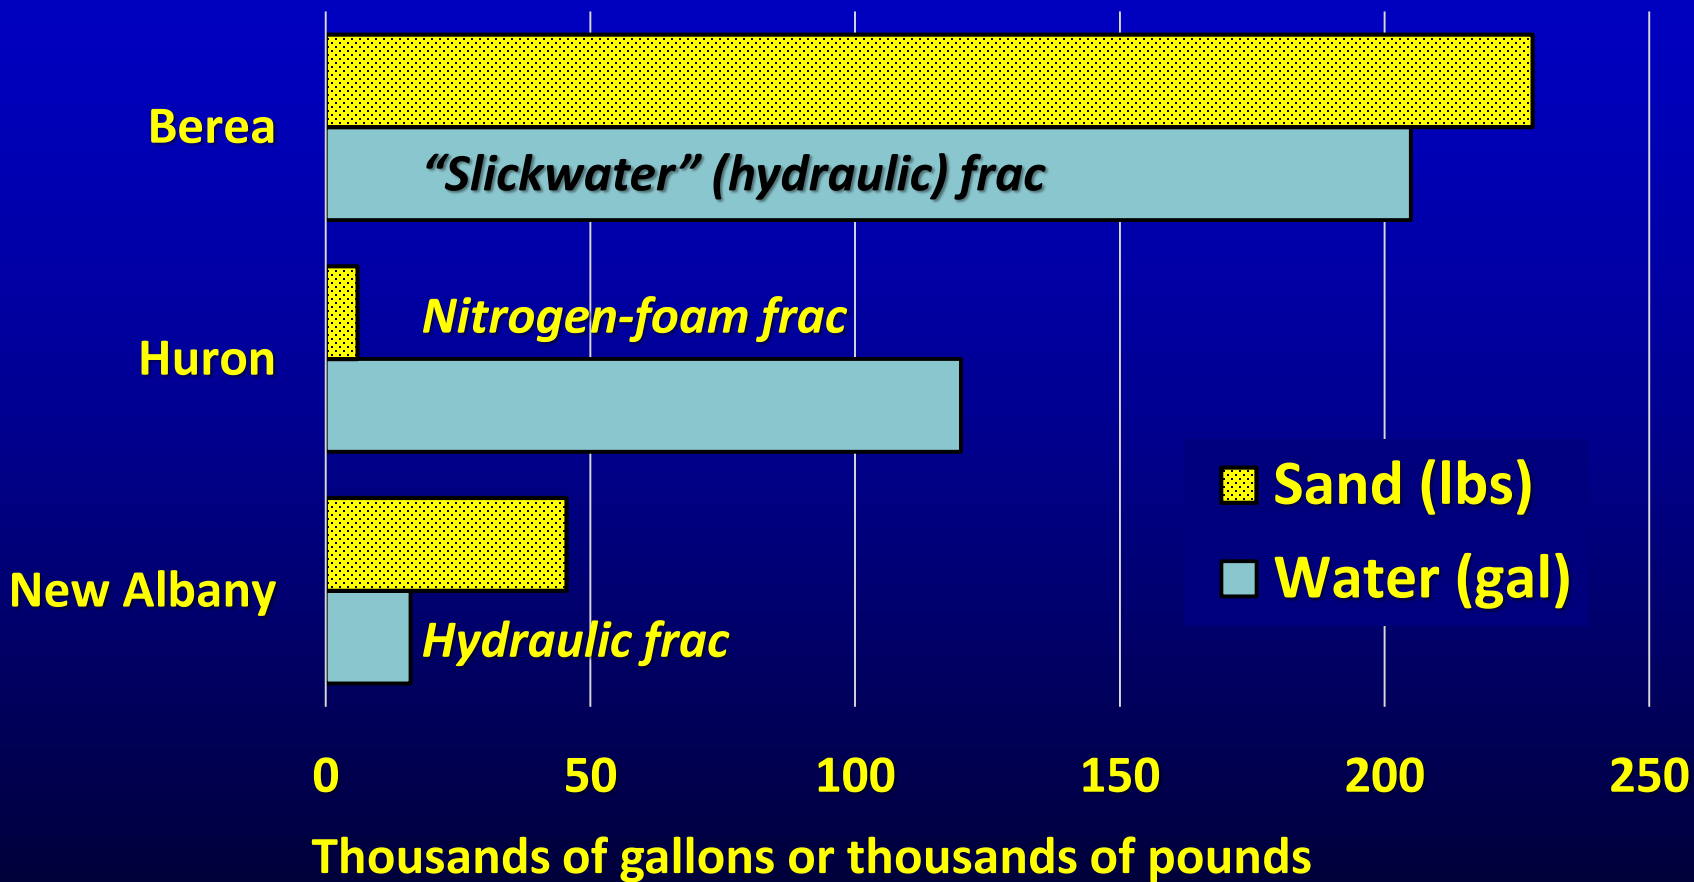 Berea
“Slickwater” (hydraulic) frac
Nitrogen-foam frac
Huron
Sand (lbs)
Water (gal)
New Albany
Hydraulic frac
0 50 100 150 200 250
Thousands of gallons or thousands of pounds